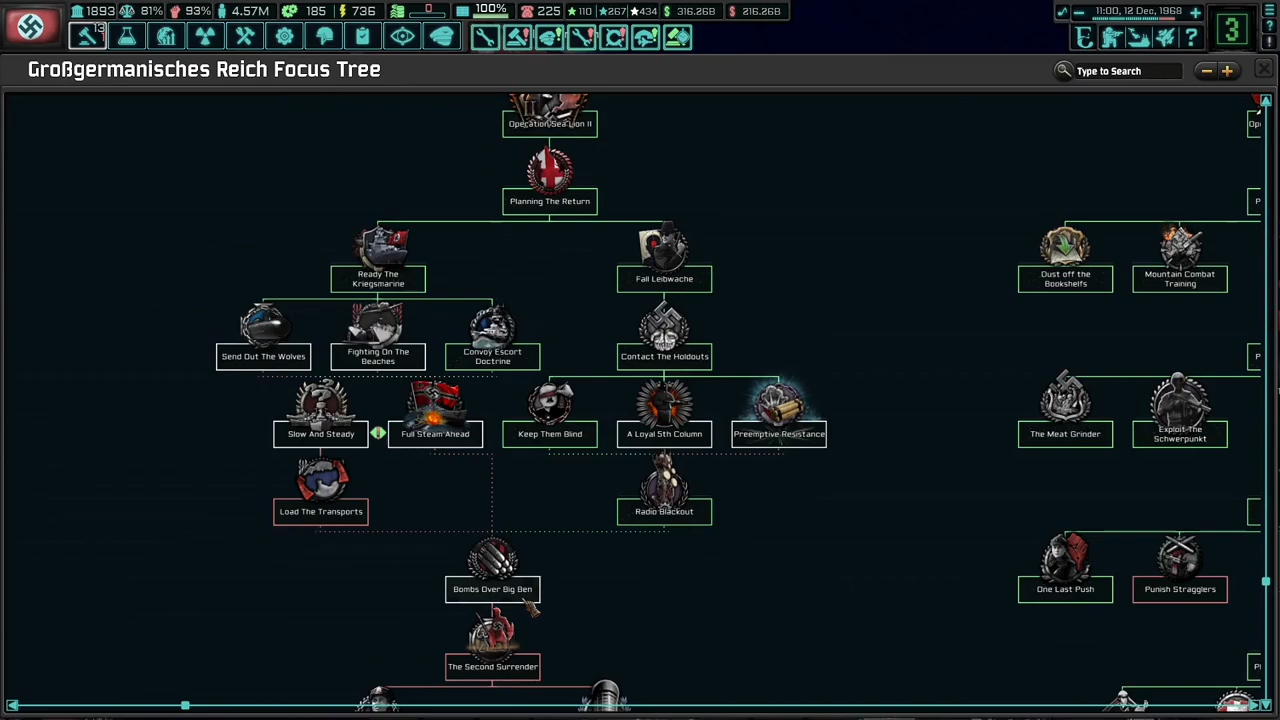 1893 81% 93% 4.57M 185 736 0 100% 225 110 267 434 316.26B 216.26B 11:00, 12 Dec, 1968
13
3
Großgermanisches Reich Focus Tree
Type to Search
II
Operation Sea Lion II
Planning The Return
Ready The
Kriegsmarine
Fall Leibwache
Dust off the
Bookshelfs
Mountain Combat
Training
Send Out The Wolves
Fighting On The
Beaches
Convoy Escort
Doctrine
Contact The Holdouts
Slow And Steady
Full Steam Ahead
Keep Them Blind
A Loyal 5th Column
Preemptive Resistance
The Meat Grinder
Exploit The
Schwerpunkt
Load The Transports
Radio Blackout
Bombs Over Big Ben
One Last Push
Punish Stragglers
The Second Surrender